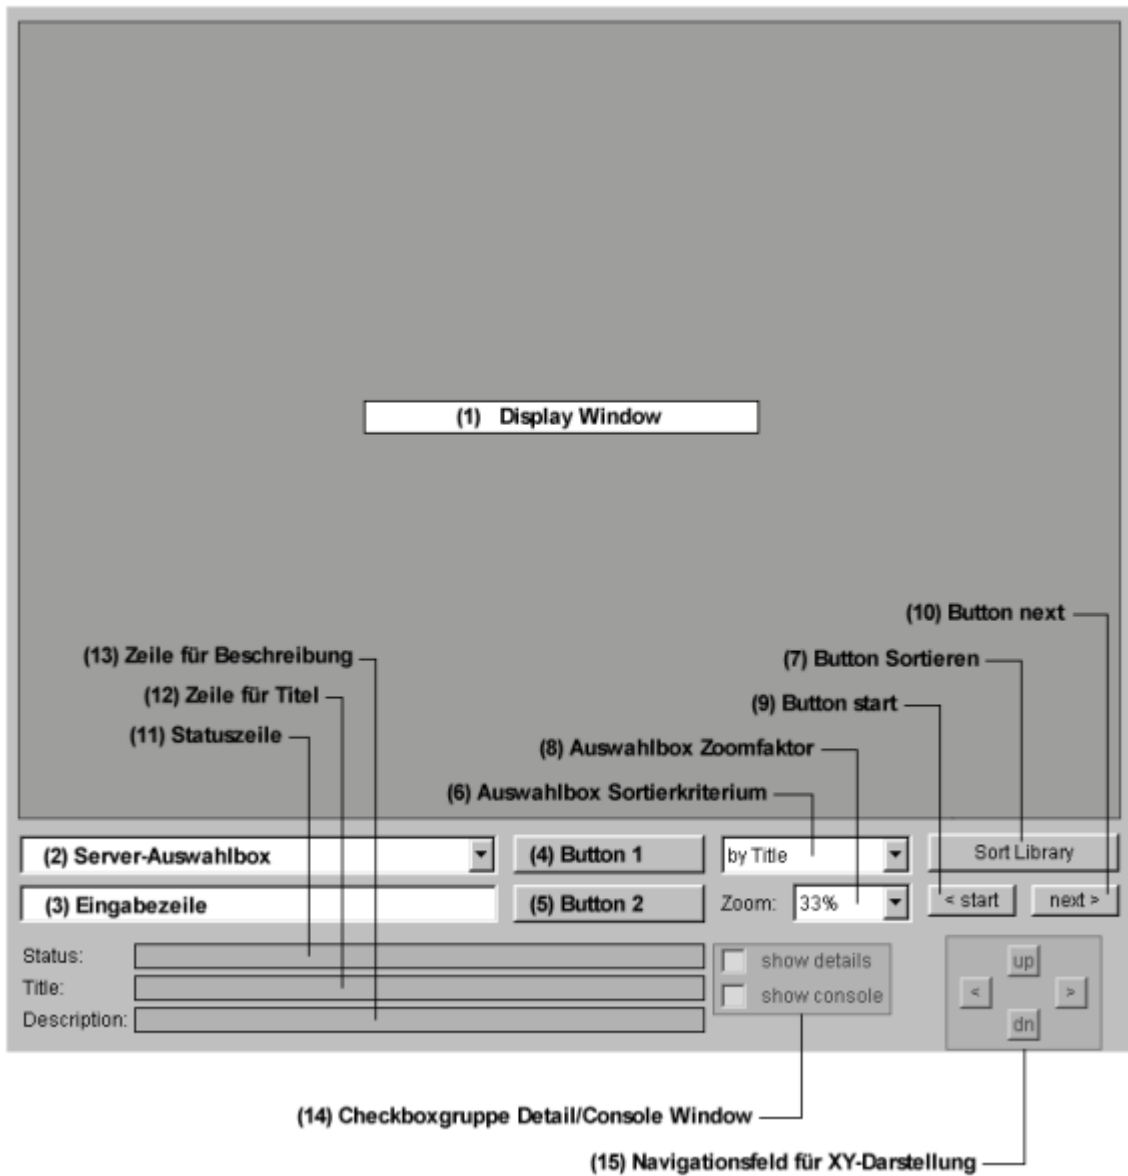 (1) Display Window
(10) Button next
(13) Zeile für Beschreibung
(7) Button Sortieren
(12) Zeile für Titel
(9) Button start
(11) Statuszeile
(8) Auswahlbox Zoomfaktor
(6) Auswahlbox Sortierkriterium
(2) Server-Auswahlbox
(4) Button 1
by Title
Sort Library
(3) Eingabezeile
(5) Button 2
Zoom:
33%
< start
next >
Status:
show details
up
Title:
show console
<
>
Description:
dn
(14) Checkboxgruppe Detail/Console Window
(15) Navigationsfeld für XY-Darstellung